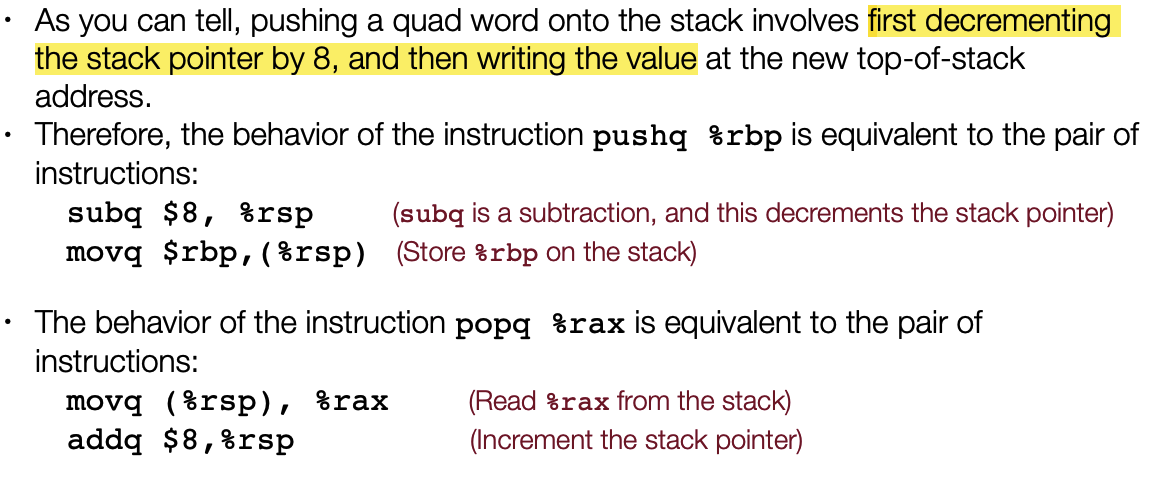 • As you can tell, pushing a quad word onto the stack involves first decrementing
the stack pointer by 8, and then writing the value at the new top-of-stack
address.
• Therefore, the behavior of the instruction pushq %rbp is equivalent to the pair of
instructions:
subq $8, %rsp (subq is a subtraction, and this decrements the stack pointer)
movq $rbp,(%rsp) (Store %rbp on the stack)
• The behavior of the instruction popq %rax is equivalent to the pair of
instructions:
movq (%rsp), %rax (Read %rax from the stack)
addq $8,%rsp (Increment the stack pointer)